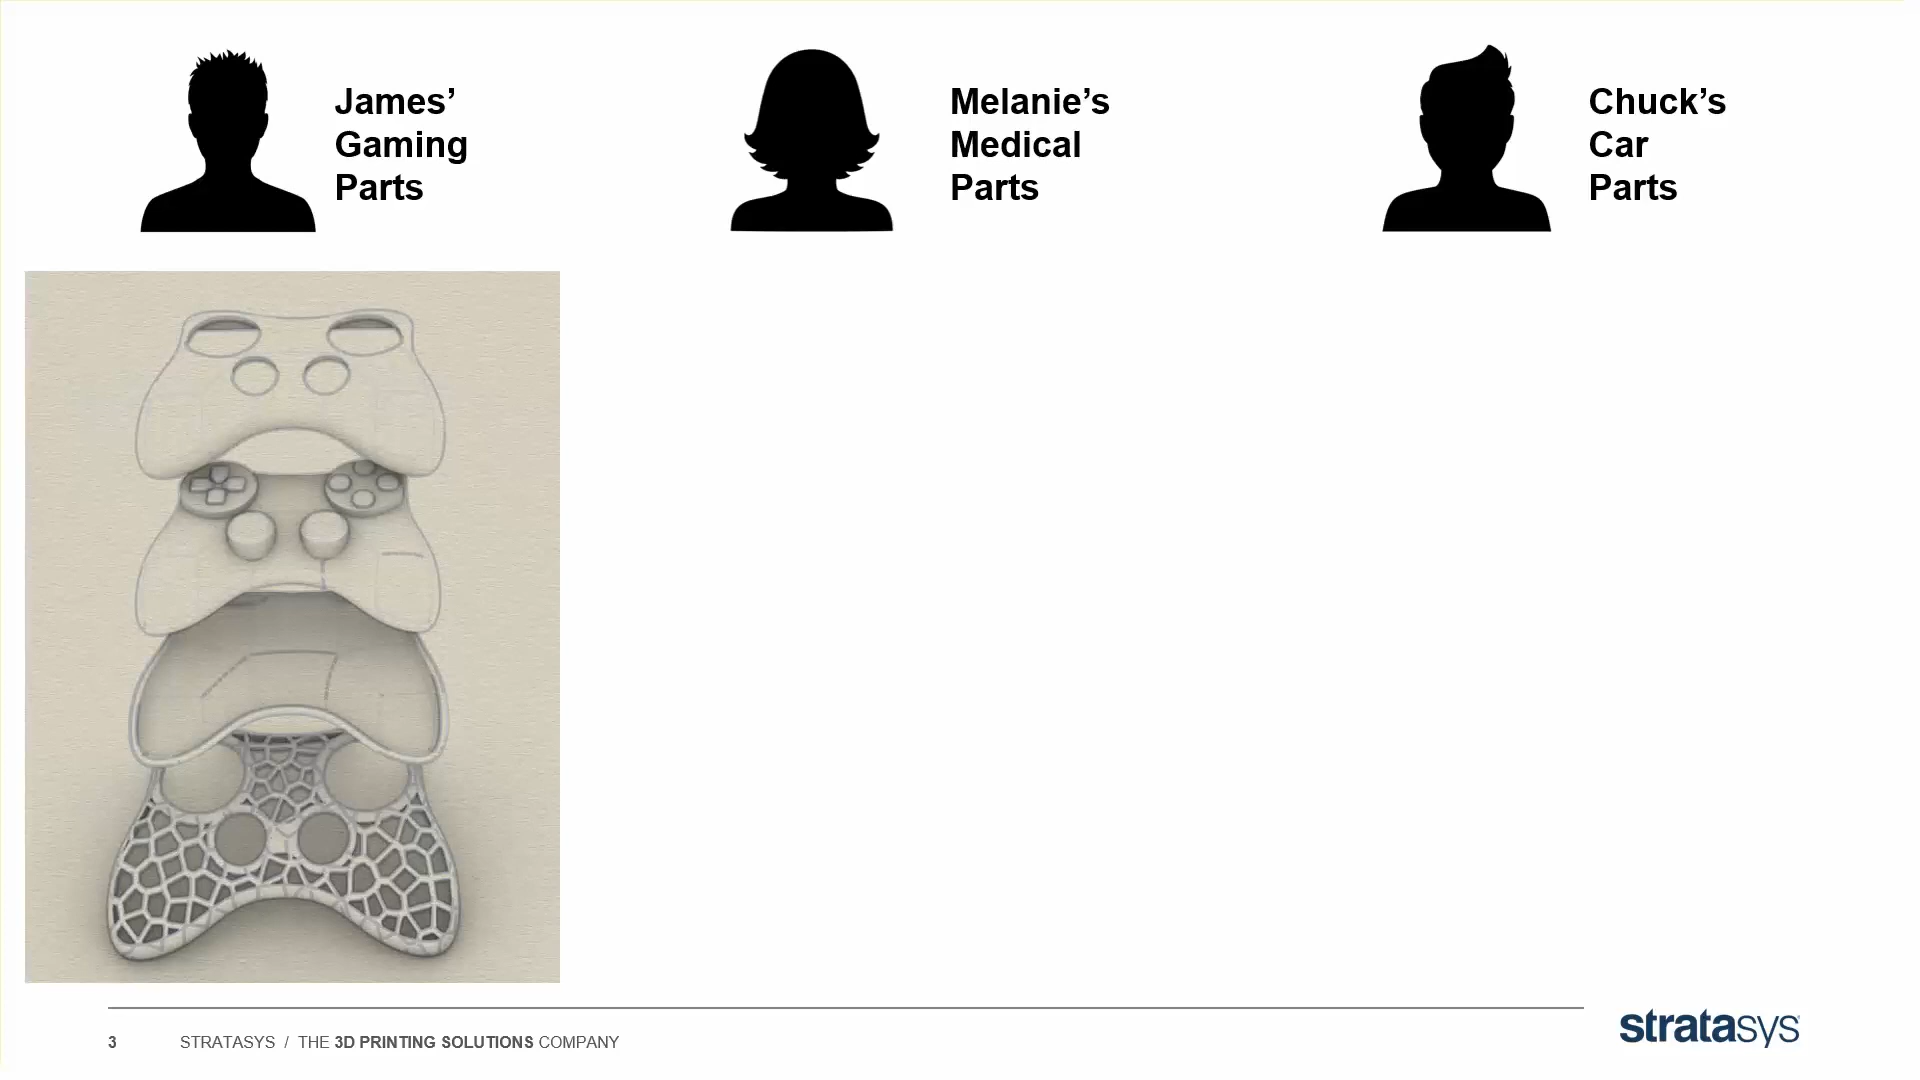 James’
Gaming
Parts
Melanie’s
Medical
Parts
Chuck’s
Car
Parts
3 STRATASYS / THE 3D PRINTING SOLUTIONS COMPANY
stratasys